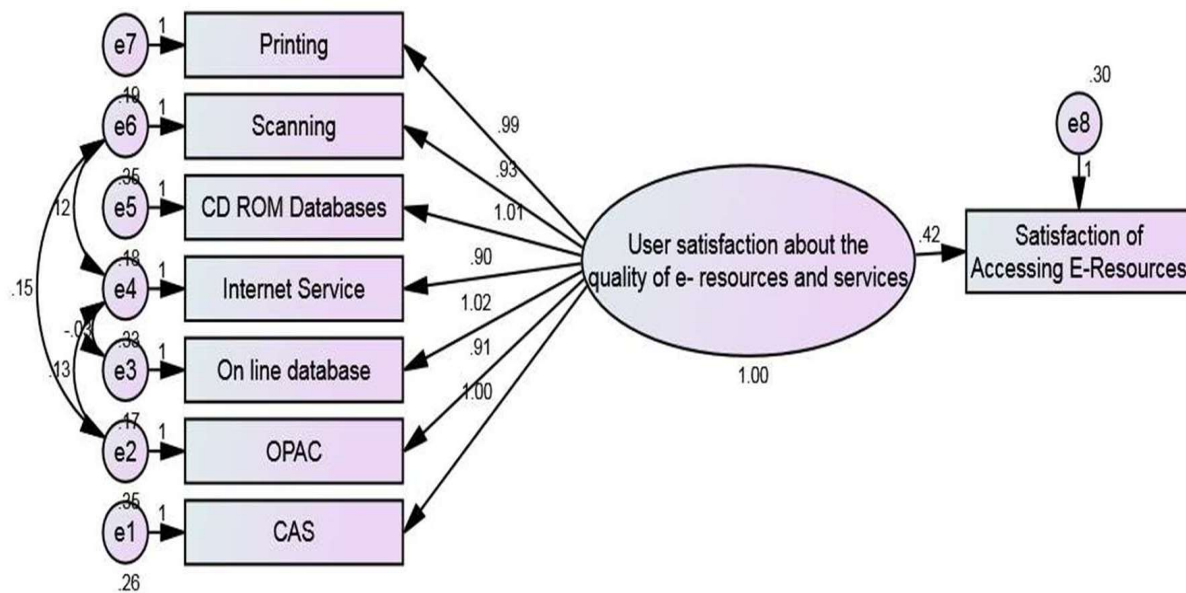 e7
1
Printing
.19
e6
1
Scanning
.35
e5
1
CD ROM Databases
.12
.18
e4
1
Internet Service
.15
-.03
.33
e3
1
On line database
.13
.17
e2
1
OPAC
.35
e1
1
CAS
.26
.99
.93
1.01
.90
1.02
.91
1.00
User satisfaction about the
quality of e- resources and services
1.00
.42
.30
e8
1
Satisfaction of
Accessing E-Resources